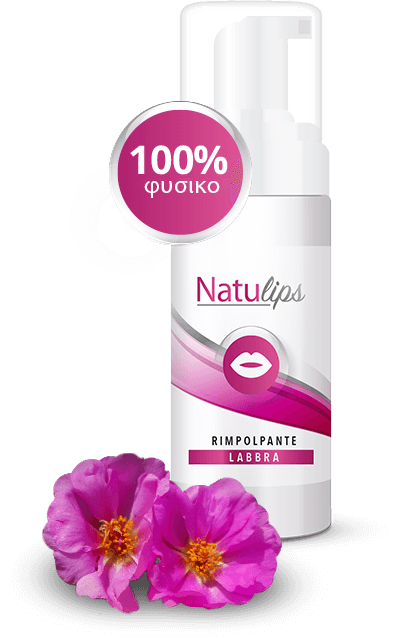 100%
φυσικο
Natulips
RIMPOLPANTE
LABBRA